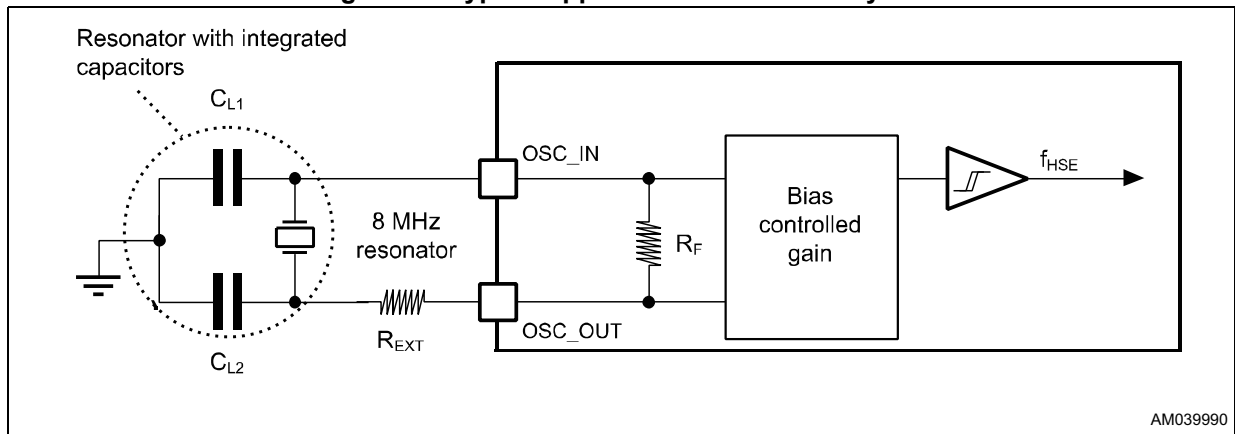 Resonator with integrated
capacitors
CL1
OSC_IN
fHSE
8 MHz
resonator
RF
Bias
controlled
gain
REXT
OSC_OUT
CL2
AM039990